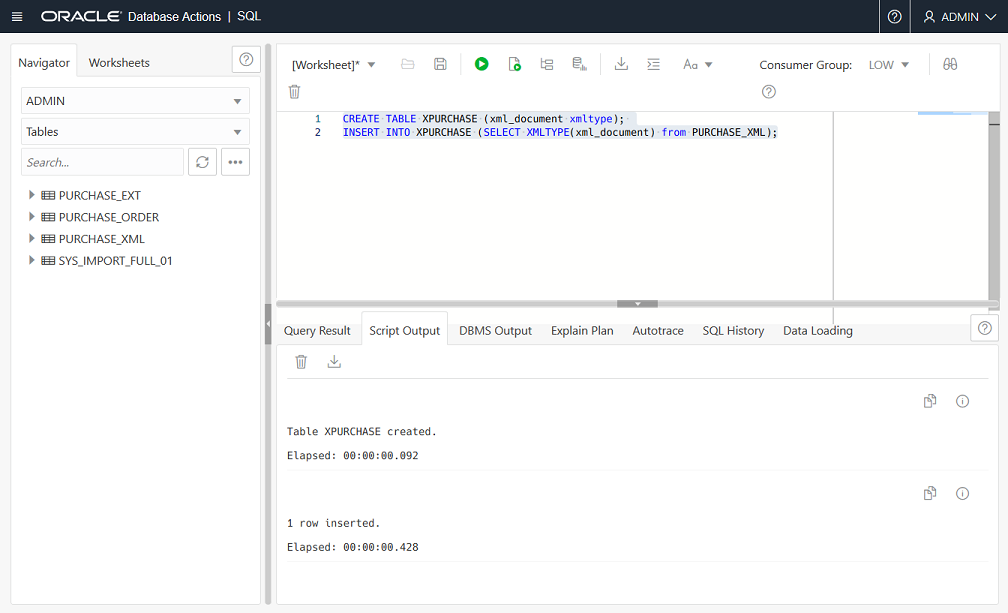 ORACLE Database Actions | SQL
ADMIN
Navigator
Worksheets
ADMIN
Tables
Search...
PURCHASE_EXT
PURCHASE_ORDER
PURCHASE_XML
SYS_IMPORT_FULL_01
[Worksheet]*
Aa
Consumer Group: LOW
1 CREATE TABLE XPURCHASE (xml_document xmltype);
2 INSERT INTO XPURCHASE (SELECT XMLTYPE(xml_document) from PURCHASE_XML);
Query Result
Script Output
DBMS Output
Explain Plan
Autotrace
SQL History
Data Loading
Table XPURCHASE created.
Elapsed: 00:00:00.092
1 row inserted.
Elapsed: 00:00:00.428